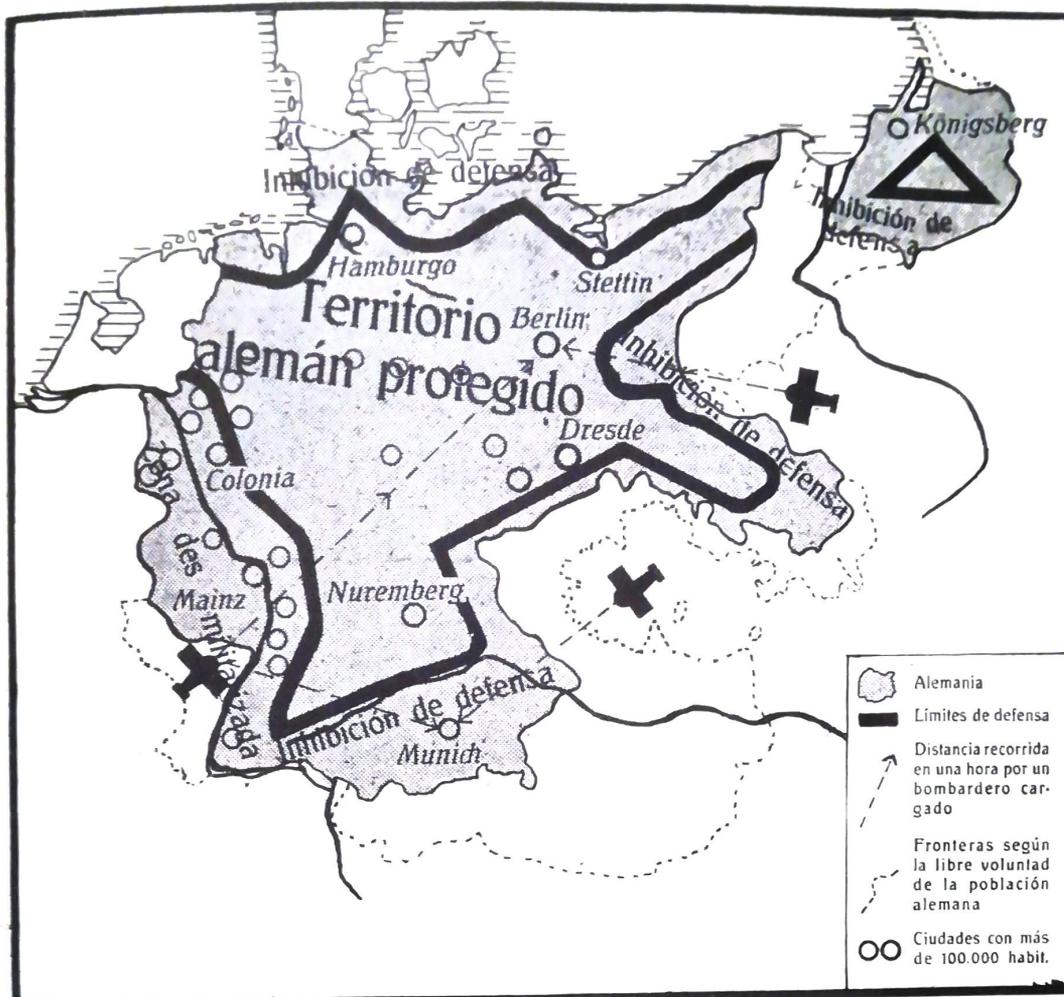 Königsberg
Inhibición de defensa
Inhibición de
defensa
Hamburgo
Stettin
Territorio
alemán protegido
Berlin
Inhibición de defensa
Dresde
Colonia
Zona desmilitarizada
Mainz
Nuremberg
Inhibición de defensa
Munich
Alemania
Límites de defensa
Distancia recorrida
en una hora por un
bombardero car-
gado
Fronteras según
la libre voluntad
de la población
alemana
Ciudades con más
de 100.000 habit.